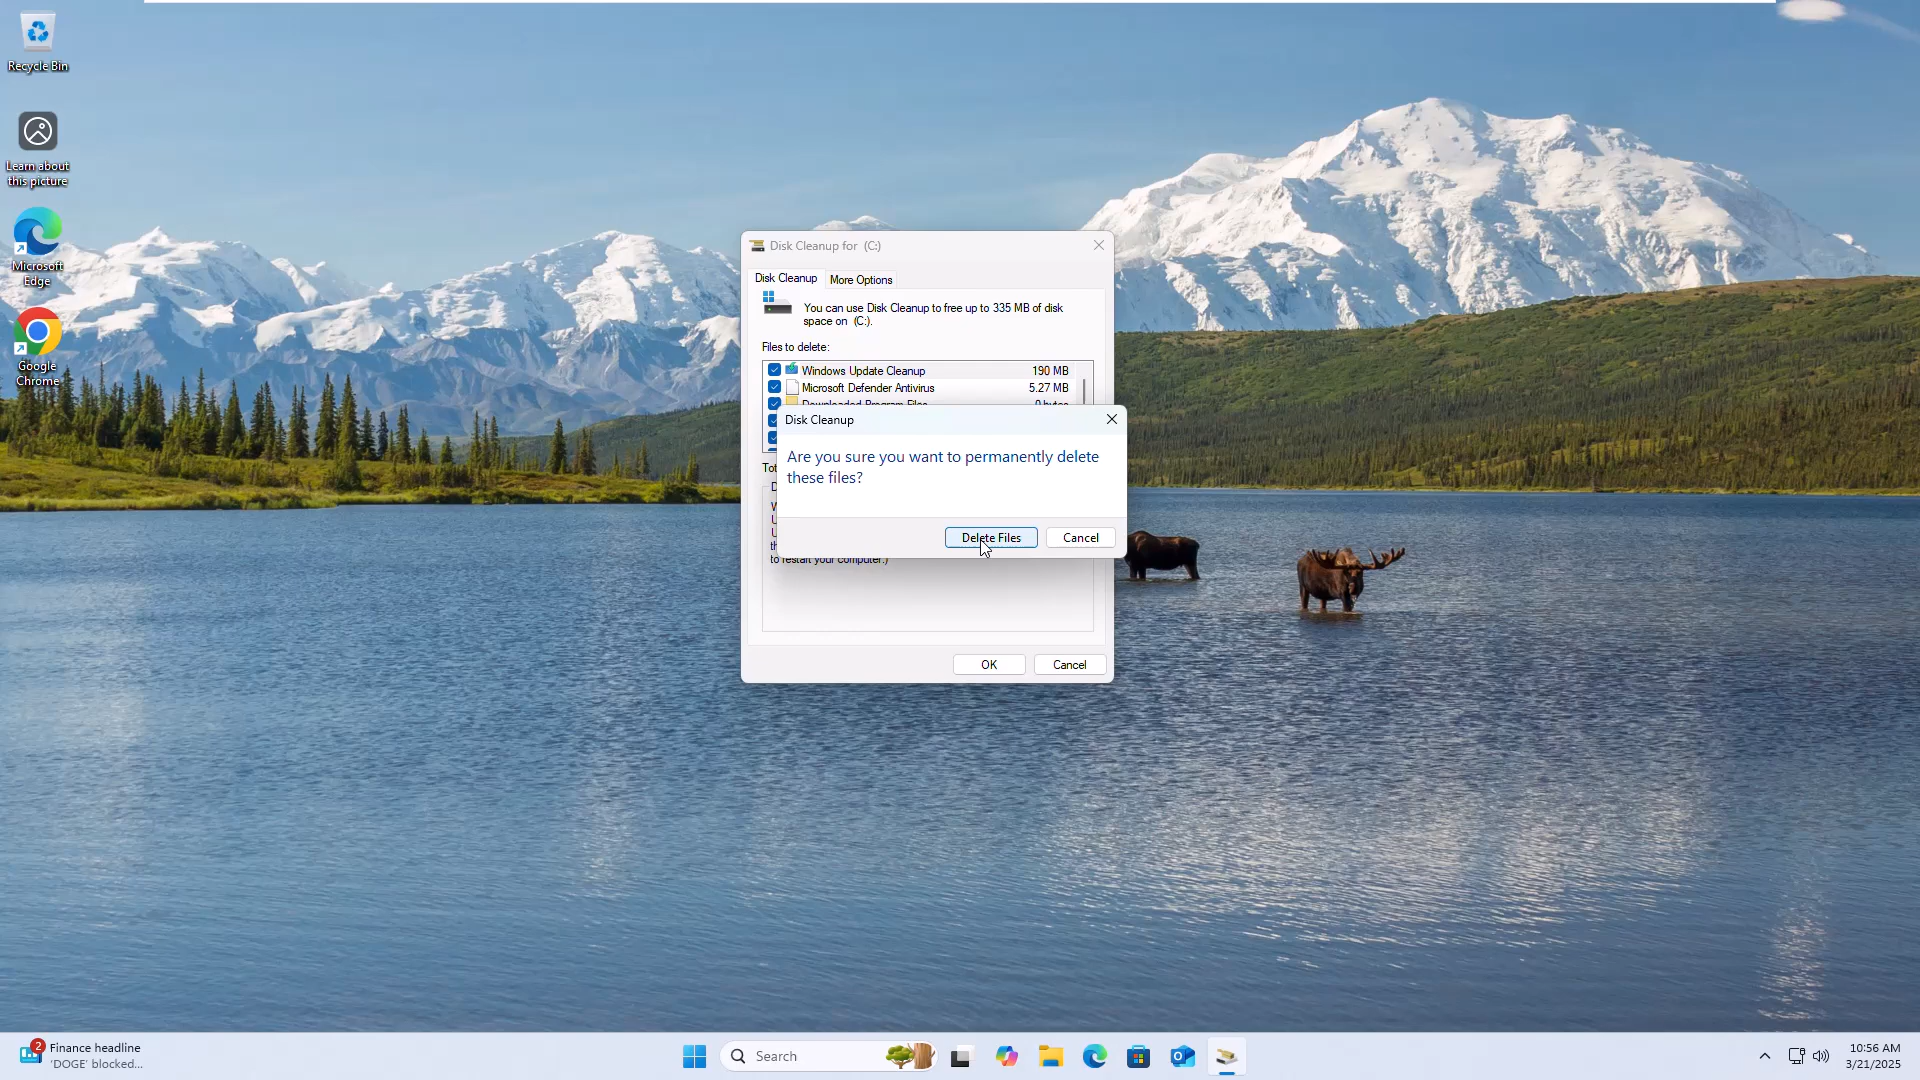 Recycle Bin
Learn about
this picture
Microsoft
Edge
Google
Chrome
Disk Cleanup for (C:)
Disk Cleanup
More Options
You can use Disk Cleanup to free up to 335 MB of disk
space on (C:).
Files to delete:
Windows Update Cleanup 190 MB
Microsoft Defender Antivirus 5.27 MB
Disk Cleanup
Are you sure you want to permanently delete
these files?
Delete Files
Cancel
to restart your computer.)
OK
Cancel
2
Finance headline
'DOGE' blocked...
Search
10:56 AM
3/21/2025